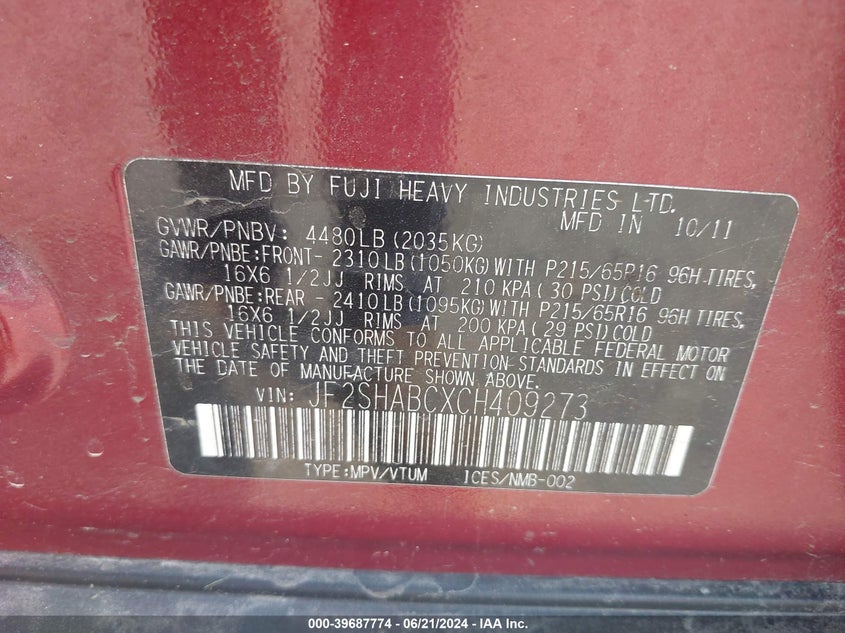 MFD BY FUJI HEAVY INDUSTRIES LTD.
MFD IN 10/11
GVWR/PNBV: 4480LB(2035KG)
GAWR/PNBE:FRONT- 2310LB(1050KG)WITH P215/65R16 96H TIRES,
16X6 1/2JJ RIMS AT 210 KPA( 30 PSI)COLD
GAWR/PNBE:REAR - 2410LB(1095KG)WITH P215/65R16 96H TIRES,
16X6 1/2JJ RIMS AT 200 KPA( 29 PSI)COLD
THIS VEHICLE CONFORMS TO ALL APPLICABLE FEDERAL MOTOR
VEHICLE SAFETY AND THEFT PREVENTION STANDARDS IN EFFECT ON
THE DATE OF MANUFACTURE SHOWN ABOVE.
VIN: JF2SHABCXCH409273
TYPE:MPV/VTUM ICES/NMB-002
000-39687774 - 06/21/2024 - IAA Inc.